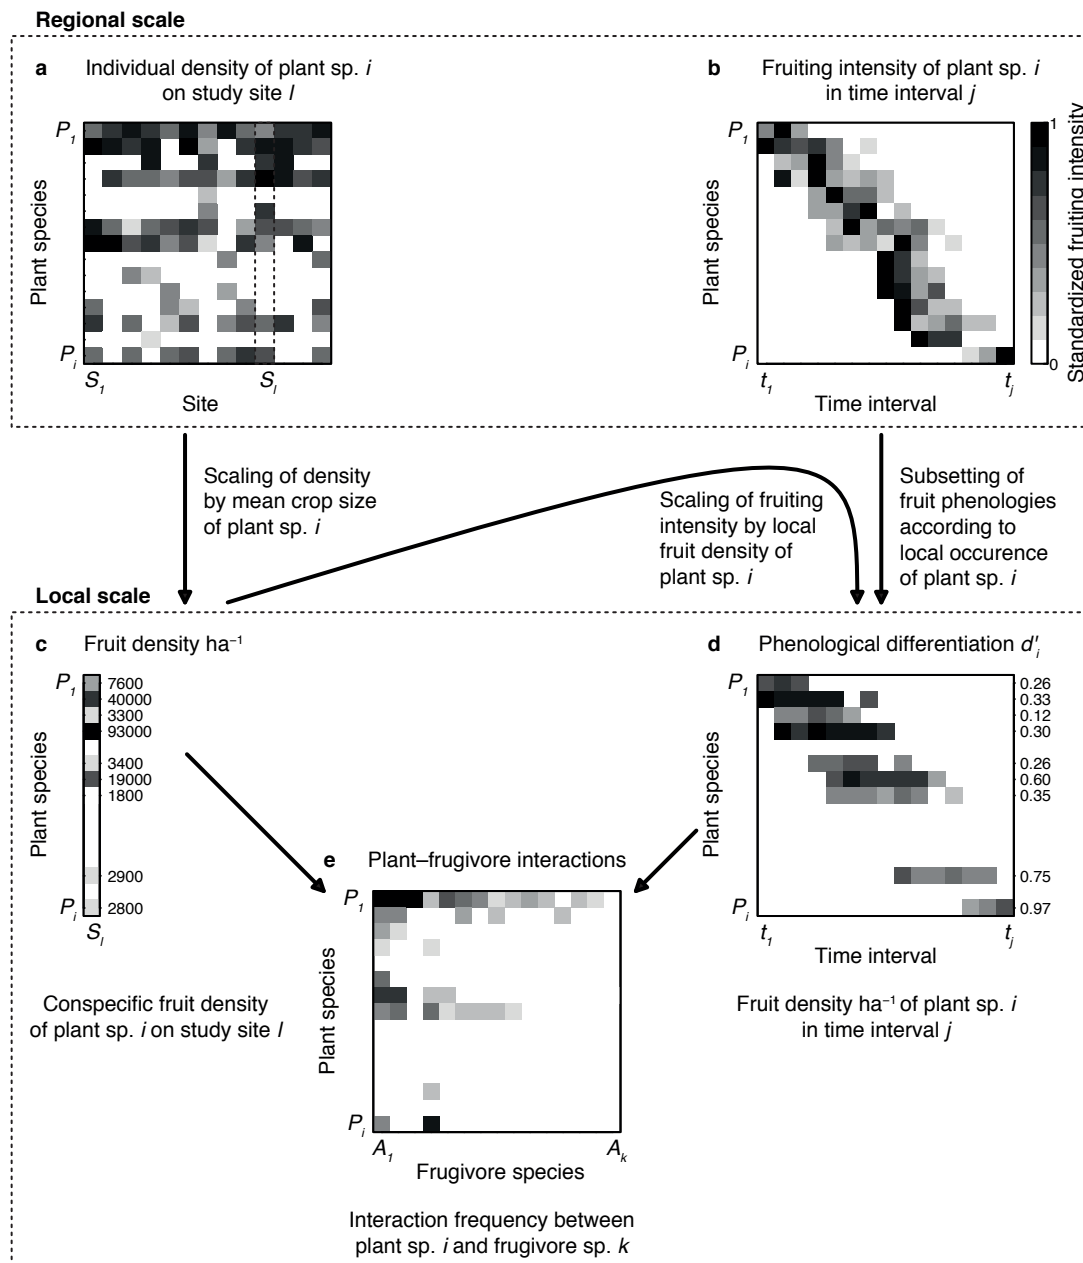 Regional scale
a Individual density of plant sp. i
on study site l
P1
Plant species
Pi
S1 Sl
Site
b Fruiting intensity of plant sp. i
in time interval j
P1
Plant species
Pi
t1 tj
Time interval
1
0
Standardized fruiting intensity
Scaling of density
by mean crop size
of plant sp. i
Scaling of fruiting
intensity by local
fruit density of
plant sp. i
Subsetting of
fruit phenologies
according to
local occurence
of plant sp. i
Local scale
c Fruit density ha⁻¹
P1
Plant species
Pi
7600
40000
3300
93000
3400
19000
1800
2900
2800
Sl
Conspecific fruit density
of plant sp. i on study site l
d Phenological differentiation d'i
P1
Plant species
Pi
0.26
0.33
0.12
0.30
0.26
0.60
0.35
0.75
0.97
t1 tj
Time interval
Fruit density ha⁻¹ of plant sp. i
in time interval j
e Plant–frugivore interactions
P1
Plant species
Pi
A1 Ak
Frugivore species
Interaction frequency between
plant sp. i and frugivore sp. k